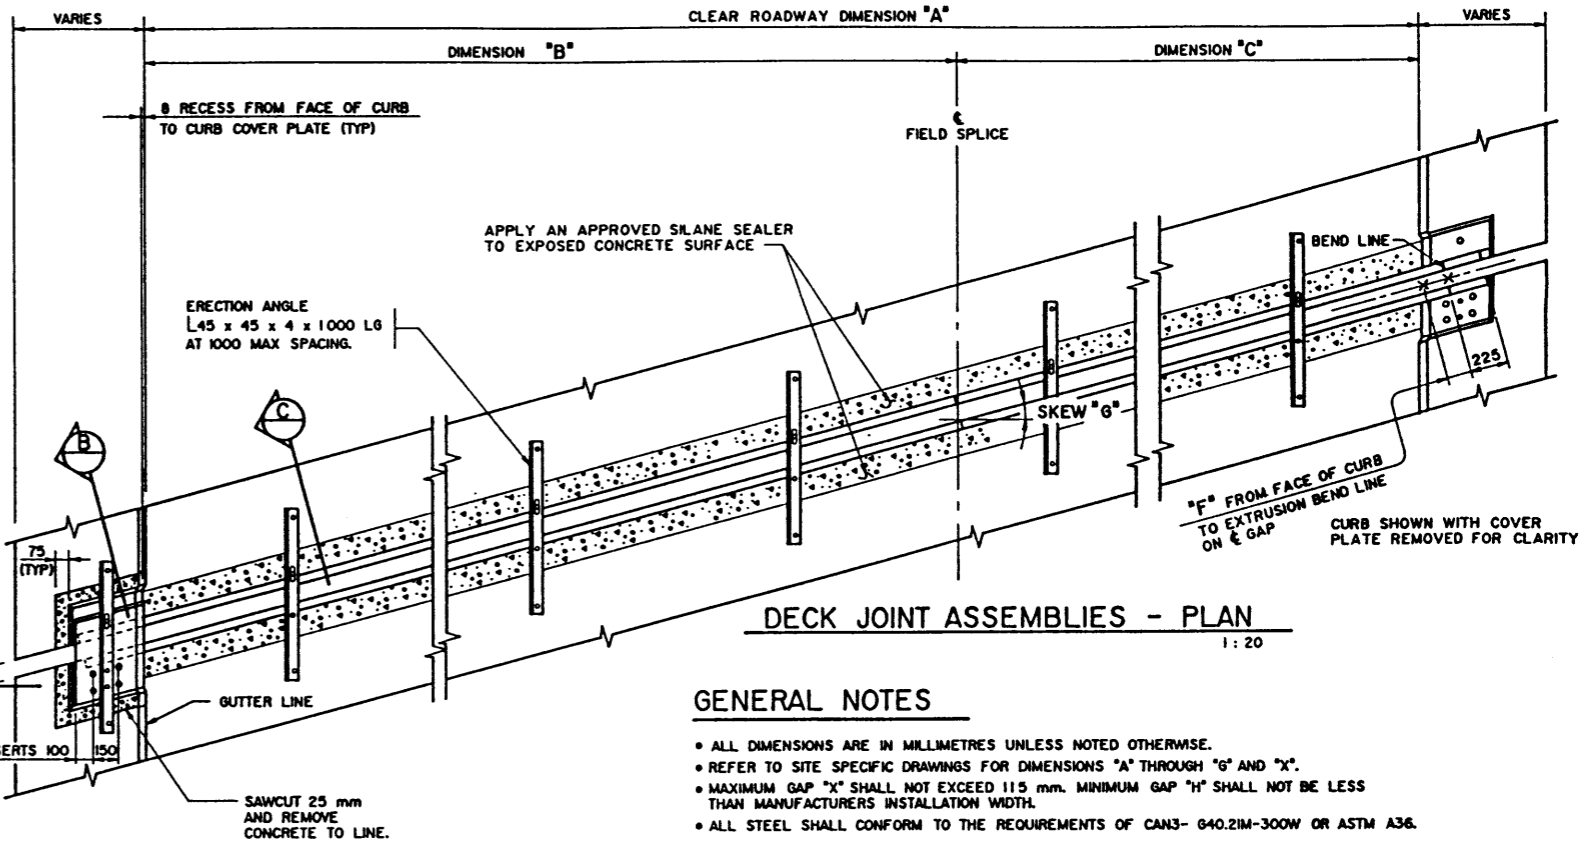 VARIES
CLEAR ROADWAY DIMENSION "A"
VARIES
DIMENSION "B"
DIMENSION "C"
8 RECESS FROM FACE OF CURB
TO CURB COVER PLATE (TYP)
℄
FIELD SPLICE
APPLY AN APPROVED SILANE SEALER
TO EXPOSED CONCRETE SURFACE
BEND LINE
ERECTION ANGLE
L45 x 45 x 4 x 1000 LG
AT 1000 MAX SPACING.
225
SKEW "G"
B
C
"F" FROM FACE OF CURB
TO EXTRUSION BEND LINE
ON ℄ GAP
CURB SHOWN WITH COVER
PLATE REMOVED FOR CLARITY
75
(TYP)
DECK JOINT ASSEMBLIES - PLAN
1:20
GUTTER LINE
SERTS 100
150
SAWCUT 25 mm
AND REMOVE
CONCRETE TO LINE.
GENERAL NOTES
• ALL DIMENSIONS ARE IN MILLIMETRES UNLESS NOTED OTHERWISE.
• REFER TO SITE SPECIFIC DRAWINGS FOR DIMENSIONS "A" THROUGH "G" AND "X".
• MAXIMUM GAP "X" SHALL NOT EXCEED 115 mm. MINIMUM GAP "H" SHALL NOT BE LESS
THAN MANUFACTURERS INSTALLATION WIDTH.
• ALL STEEL SHALL CONFORM TO THE REQUIREMENTS OF CAN3- G40.21M-300W OR ASTM A36.